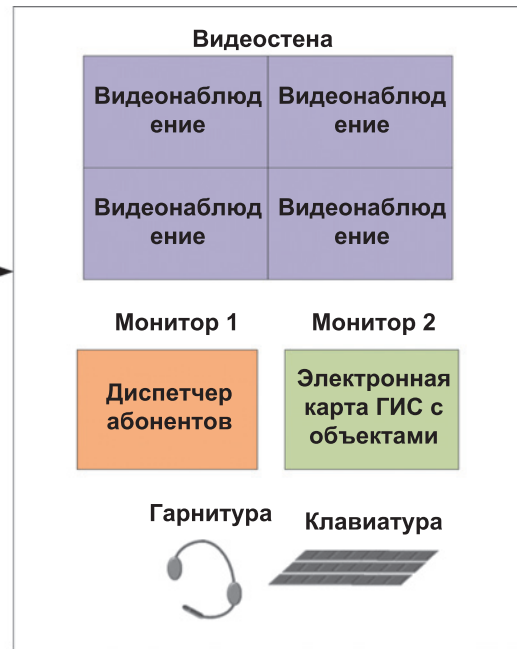 Видеостена
Видеонаблюд
ение
Видеонаблюд
ение
Видеонаблюд
ение
Видеонаблюд
ение
Монитор 1
Монитор 2
Диспетчер
абонентов
Электронная
карта ГИС с
объектами
Гарнитура
Клавиатура